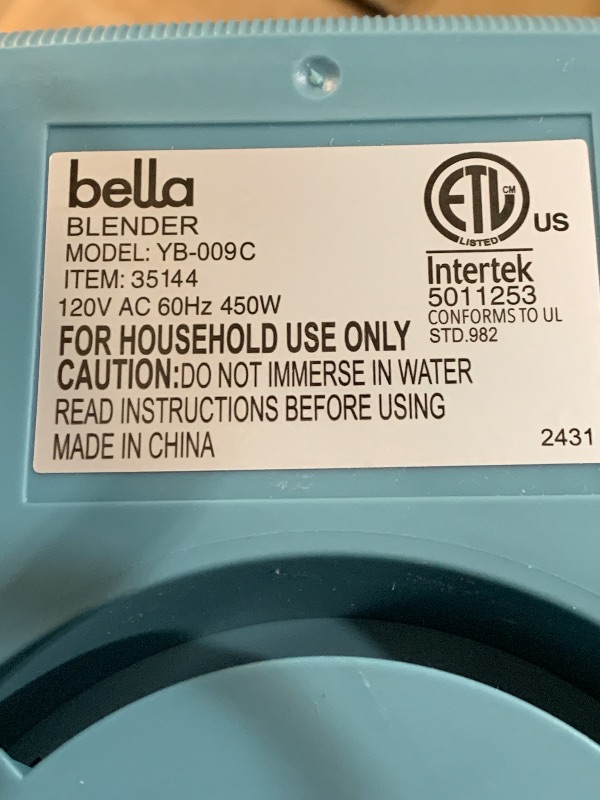 bella
BLENDER
MODEL: YB-009C
ITEM: 35144
120V AC 60Hz 450W
FOR HOUSEHOLD USE ONLY
CAUTION:DO NOT IMMERSE IN WATER
READ INSTRUCTIONS BEFORE USING
MADE IN CHINA
ETL CM
LISTED
US
Intertek
5011253
CONFORMS TO UL
STD.982
2431